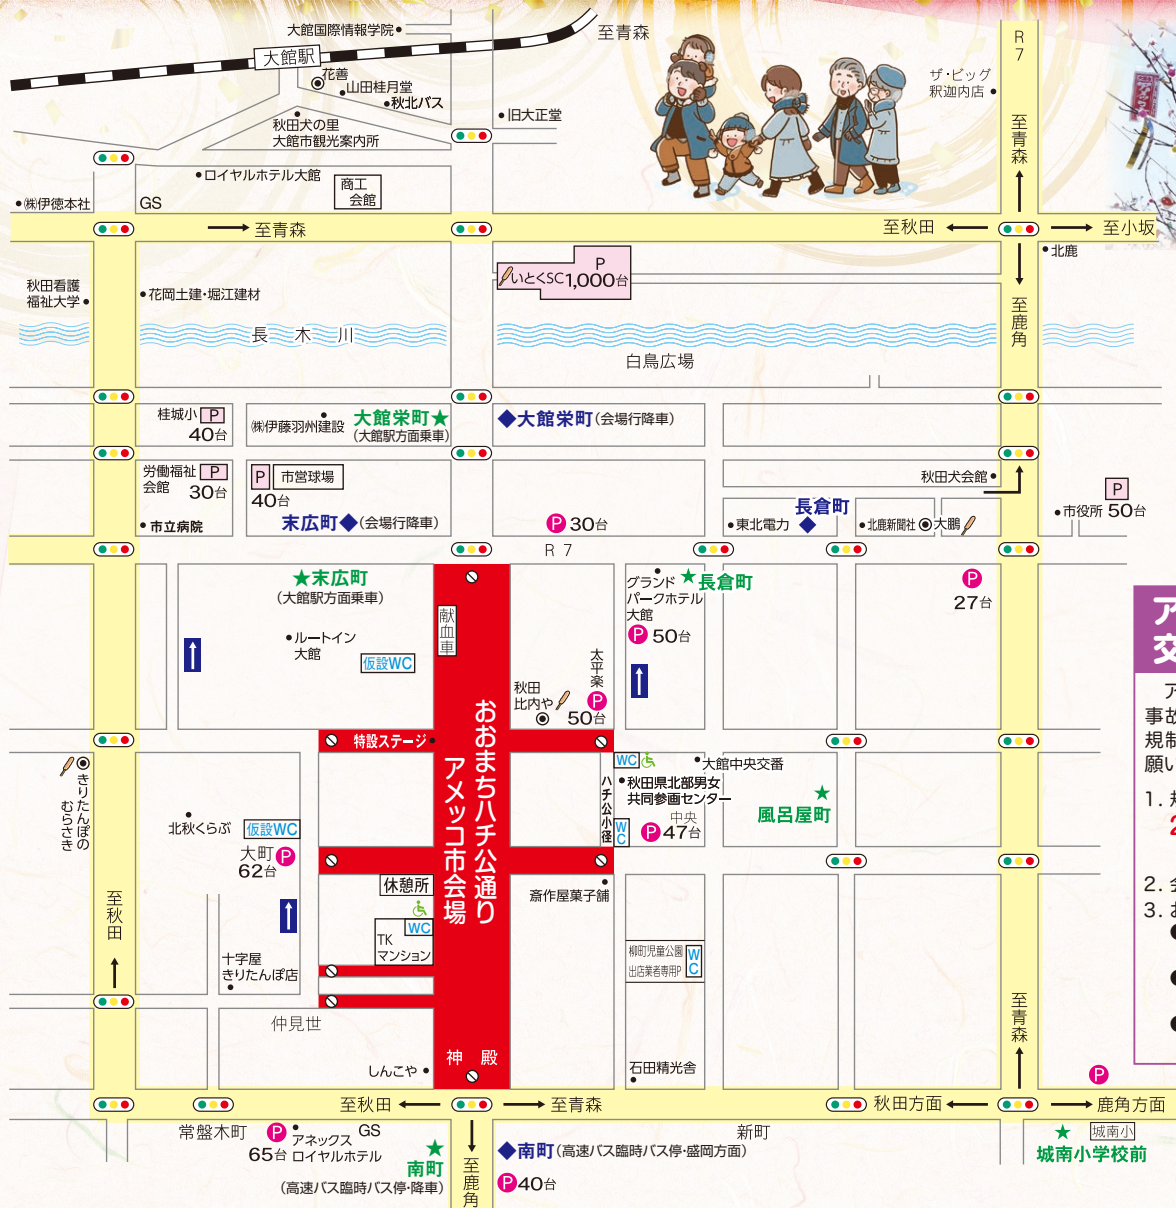 大館国際情報学院
大館駅
至青森
花善
山田桂月堂
秋北バス
秋田犬の里
大館市観光案内所
旧大正堂
ザ・ビッグ
釈迦内店
R
7
至青森
ロイヤルホテル大館
商工
会館
㈱伊徳本社
GS
至青森
至秋田
至小坂
北鹿
秋田看護
福祉大学
花岡土建・堀江建材
いとくSC
P
1,000台
至鹿角
長木川
白鳥広場
桂城小
P
40台
㈱伊藤羽州建設
大館栄町
(大館駅方面乗車)
大館栄町(会場行降車)
労働福祉
会館
P
30台
P
40台
市営球場
市立病院
末広町(会場行降車)
P 30台
秋田犬会館
長倉町
東北電力
北鹿新聞社
大鵬
P
市役所 50台
R 7
末広町
(大館駅方面乗車)
献血車
グランド
パークホテル
大館
P 50台
長倉町
P
27台
ルートイン
大館
仮設WC
太平楽
秋田
比内や
P
50台
特設ステージ
おおまちハチ公通り
アメッコ市会場
WC
大館中央交番
秋田県北部男女
共同参画センター
ハチ公小径
WC
中央
P 47台
風呂屋町
きりたんぽの
むらさき
北秋くらぶ
仮設WC
大町 P
62台
休憩所
WC
TK
マンション
斎作屋菓子舗
至秋田
柳町児童公園
出店業者専用P
WC
十字屋
きりたんぽ店
仲見世
至青森
しんこや
神殿
石田精光舎
P
至秋田
至青森
秋田方面
鹿角方面
常盤木町
P
65台
アネックス
ロイヤルホテル
GS
南町
(高速バス臨時バス停・降車)
至鹿角
南町(高速バス臨時バス停・盛岡方面)
P 40台
新町
城南小
城南小学校前
ア
交
ア
事故
規制
願い
1.
2
2.
3.